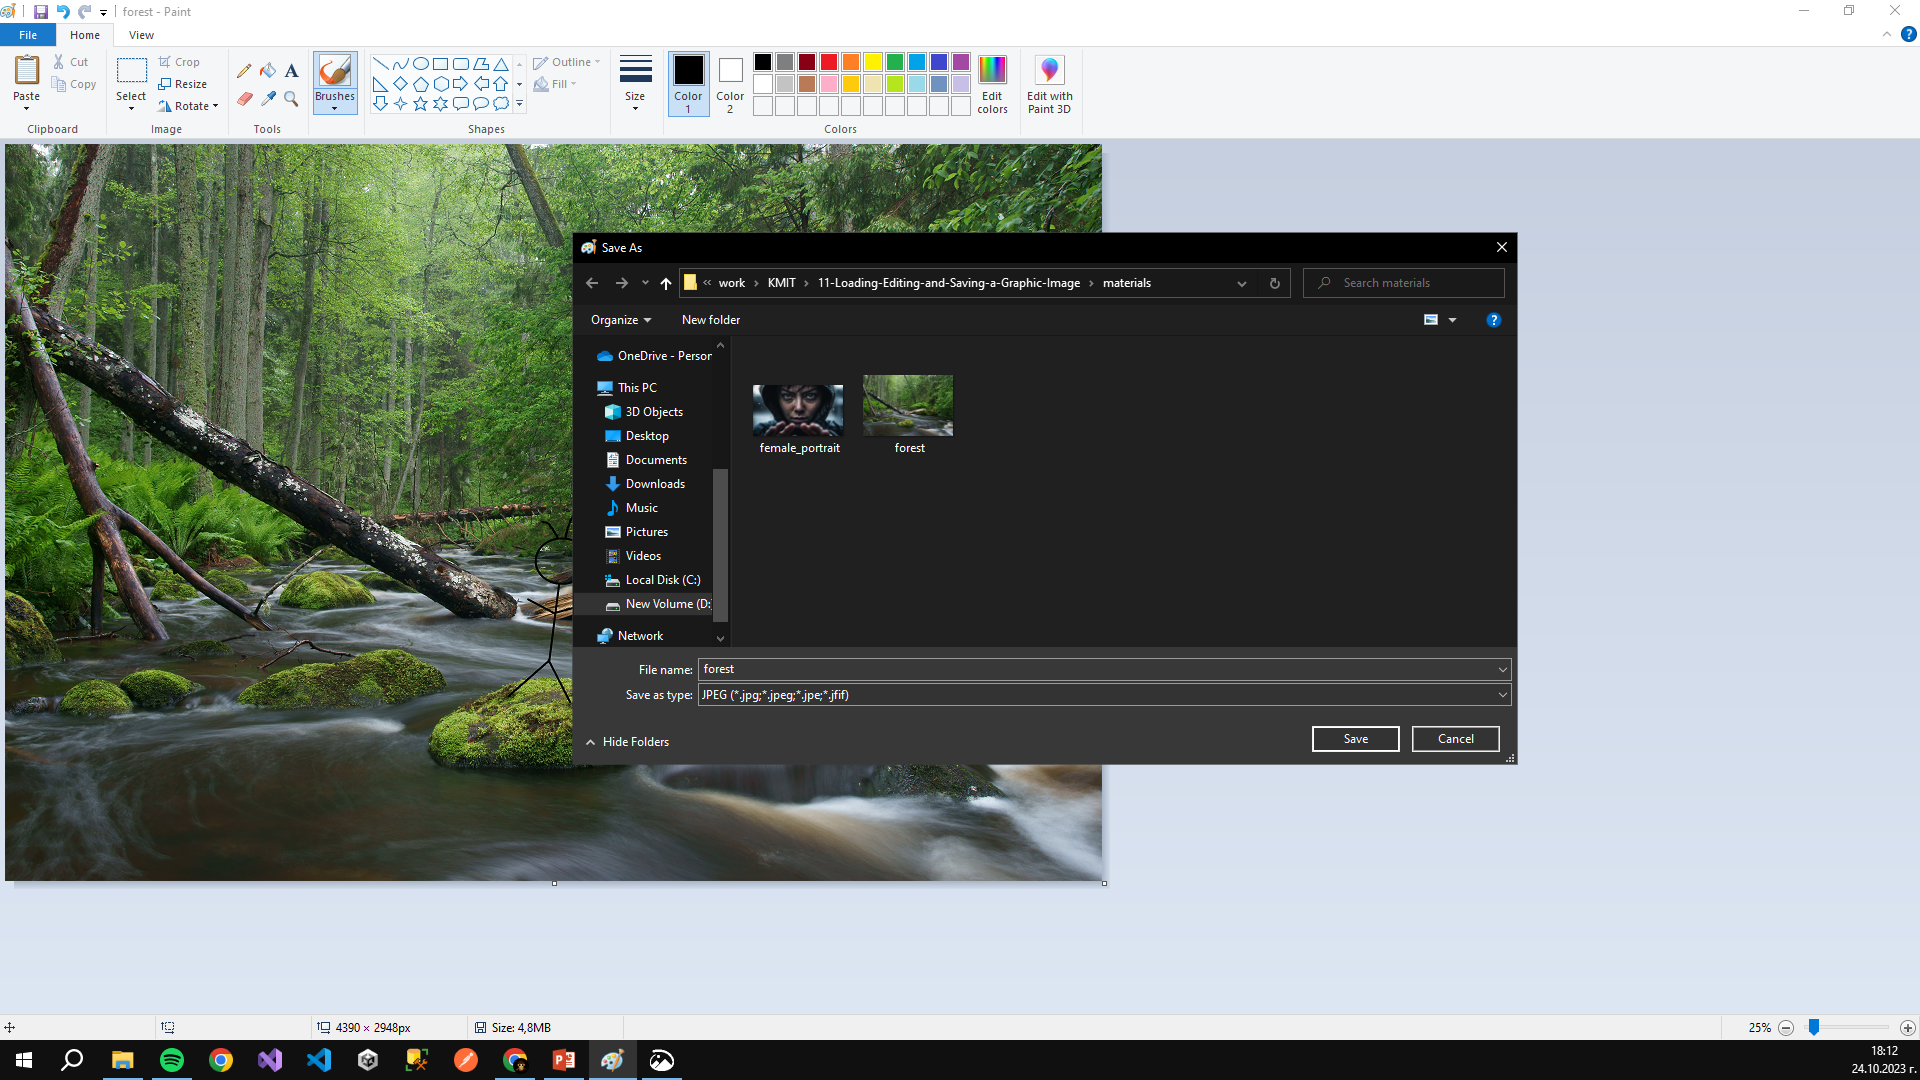 forest - Paint
File
Home
View
Paste
Cut
Copy
Clipboard
Select
Crop
Resize
Rotate
Image
A
Tools
Brushes
Outline
Fill
Shapes
Size
Color
1
Color
2
Edit
colors
Colors
Edit with
Paint 3D
?
Save As
work
KMIT
11-Loading-Editing-and-Saving-a-Graphic-Image
materials
Search materials
Organize
New folder
?
OneDrive - Person
This PC
3D Objects
Desktop
Documents
Downloads
Music
Pictures
Videos
Local Disk (C:)
New Volume (D:
Network
female_portrait
forest
File name:
forest
Save as type:
JPEG (*.jpg;*.jpeg;*.jpe;*.jfif)
Hide Folders
Save
Cancel
4390 × 2948px
Size: 4,8MB
25%
18:12
24.10.2023 г.